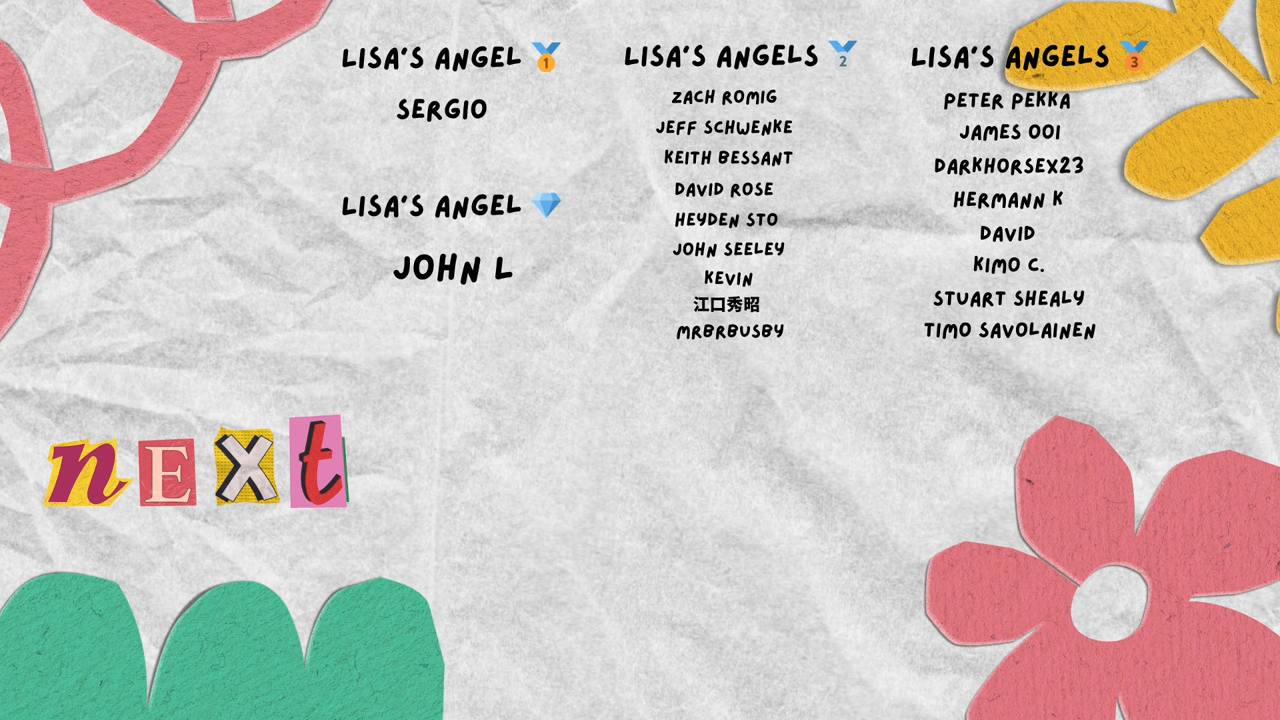 LISA'S ANGEL 🥇
SERGIO
LISA'S ANGEL 💎
JOHN L
LISA'S ANGELS 🥈
ZACH ROMIG
JEFF SCHWENKE
KEITH BESSANT
DAVID ROSE
HEYDEN STO
JOHN SEELEY
KEVIN
江口秀昭
MRBRBUSBY
LISA'S ANGELS 🥉
PETER PEKKA
JAMES OOI
DARKHORSEX23
HERMANN K
DAVID
KIMO C.
STUART SHEALY
TIMO SAVOLAINEN
nExt